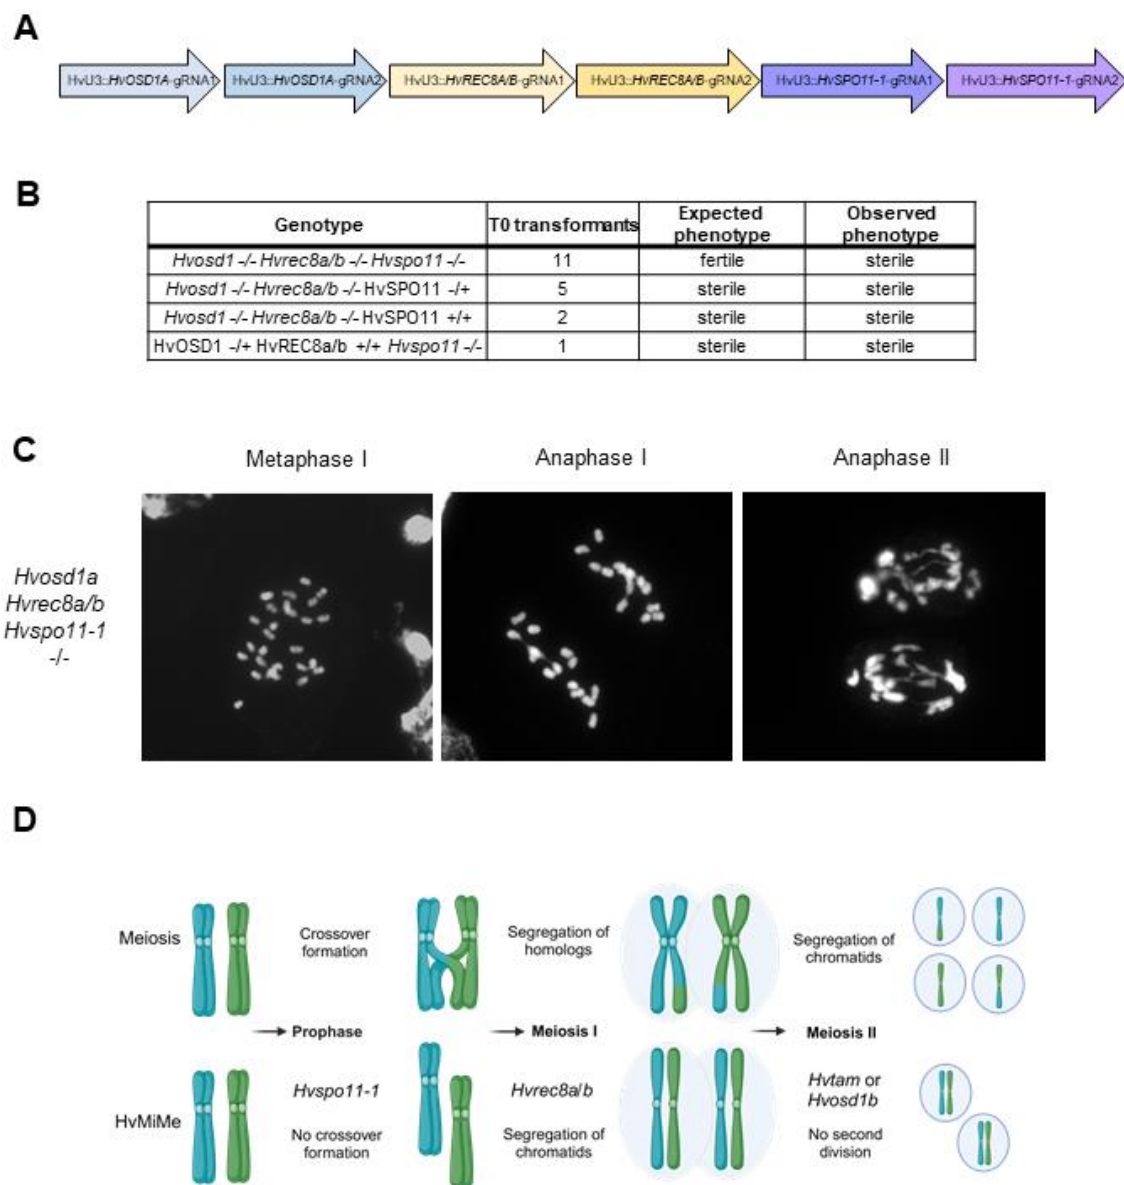 A
HvU3::HvOSD1A-gRNA1
HvU3::HvOSD1A-gRNA2
HvU3::HvREC8A/B-gRNA1
HvU3::HvREC8A/B-gRNA2
HvU3::HvSPO11-1-gRNA1
HvU3::HvSPO11-1-gRNA2
B
Genotype T0 transformants Expected phenotype Observed phenotype
Hvosd1 -/- Hvrec8a/b -/- Hvspo11 -/- 11 fertile sterile
Hvosd1 -/- Hvrec8a/b -/- HvSPO11 -/+ 5 sterile sterile
Hvosd1 -/- Hvrec8a/b -/- HvSPO11 +/+ 2 sterile sterile
HvOSD1 -/+ HvREC8a/b +/+ Hvspo11 -/- 1 sterile sterile
C
Metaphase I Anaphase I Anaphase II
Hvosd1a
Hvrec8a/b
Hvspo11-1
-/-
D
Meiosis
Crossover
formation
Segregation of
homologs
Segregation of
chromatids
Prophase
Meiosis I
Meiosis II
HvMiMe
Hvspo11-1
No crossover
formation
Hvrec8a/b
Segregation of
chromatids
Hvtam or
Hvosd1b
No second
division